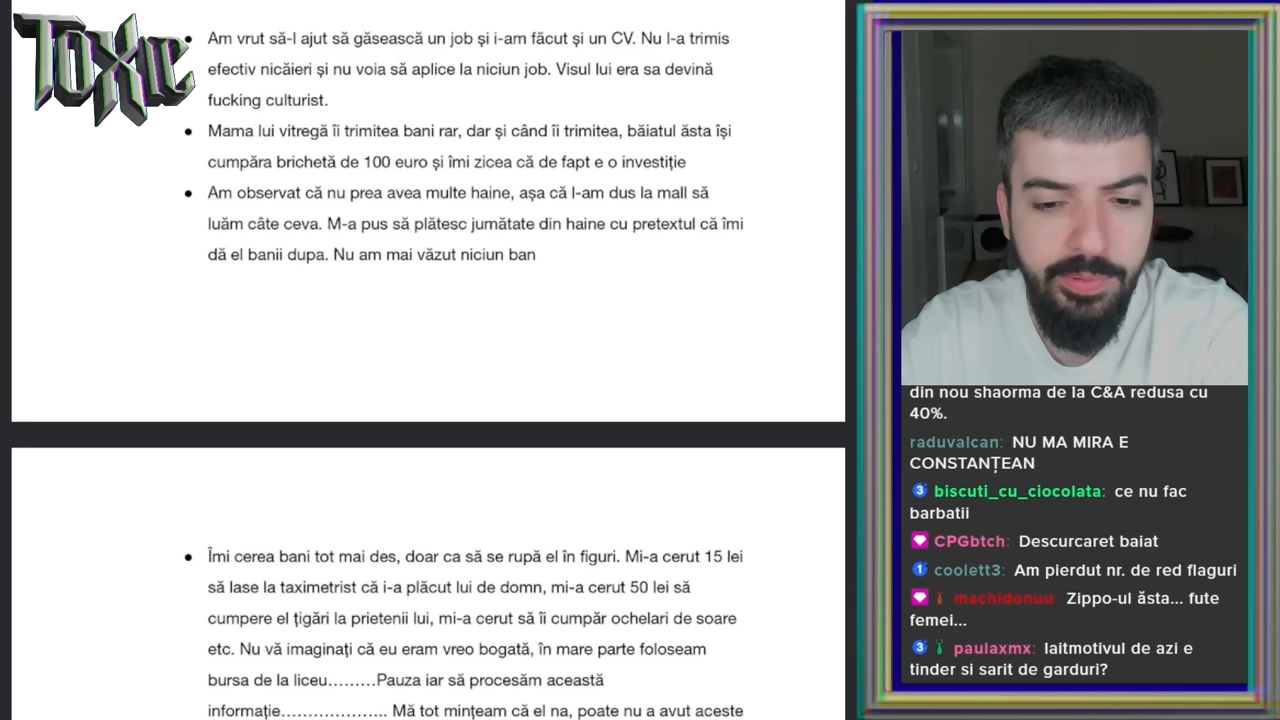 TOXIC
Am vrut să-l ajut să găsească un job și i-am făcut și un CV. Nu l-a trimis
efectiv nicăieri și nu voia să aplice la niciun job. Visul lui era sa devină
fucking culturist.
Mama lui vitregă îi trimitea bani rar, dar și când îi trimitea, băiatul ăsta își
cumpăra brichetă de 100 euro și îmi zicea că de fapt e o investiție
Am observat că nu prea avea multe haine, așa că l-am dus la mall să
luăm câte ceva. M-a pus să plătesc jumătate din haine cu pretextul că îmi
dă el banii dupa. Nu am mai văzut niciun ban
Îmi cerea bani tot mai des, doar ca să se rupă el în figuri. Mi-a cerut 15 lei
să lase la taximetrist că i-a plăcut lui de domn, mi-a cerut 50 lei să
cumpere el țigări la prietenii lui, mi-a cerut să îi cumpăr ochelari de soare
etc. Nu vă imaginați că eu eram vreo bogată, în mare parte foloseam
bursa de la liceu………Pauza iar să procesăm această
informație……………….. Mă tot mințeam că el na, poate nu a avut aceste
din nou shaorma de la C&A redusa cu
40%.
raduvalcan: NU MA MIRA E
CONSTANȚEAN
3 biscuti_cu_ciocolata: ce nu fac
barbatii
CPGbtch: Descurcaret baiat
1 coolett3: Am pierdut nr. de red flaguri
machidonuu: Zippo-ul ăsta... fute
femei...
3 paulaxmx: laitmotivul de azi e
tinder si sarit de garduri?